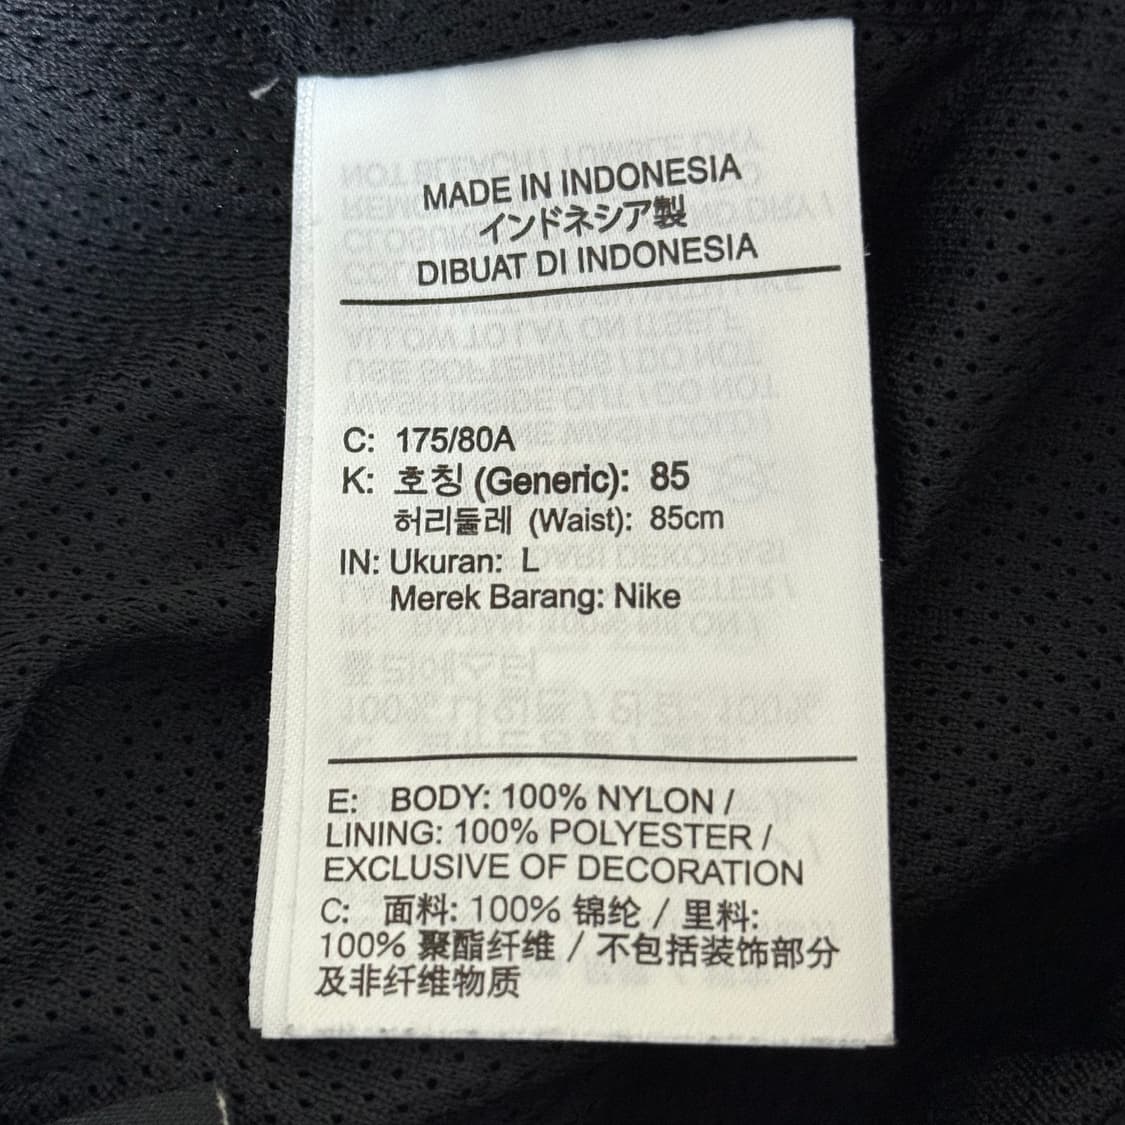 MADE IN INDONESIA
インドネシア製
DIBUAT DI INDONESIA
C: 175/80A
K: 호칭 (Generic): 85
허리둘레 (Waist): 85cm
IN: Ukuran: L
Merek Barang: Nike
E: BODY: 100% NYLON /
LINING: 100% POLYESTER /
EXCLUSIVE OF DECORATION
C: 面料: 100% 锦纶 / 里料:
100% 聚酯纤维 / 不包括装饰部分
及非纤维物质